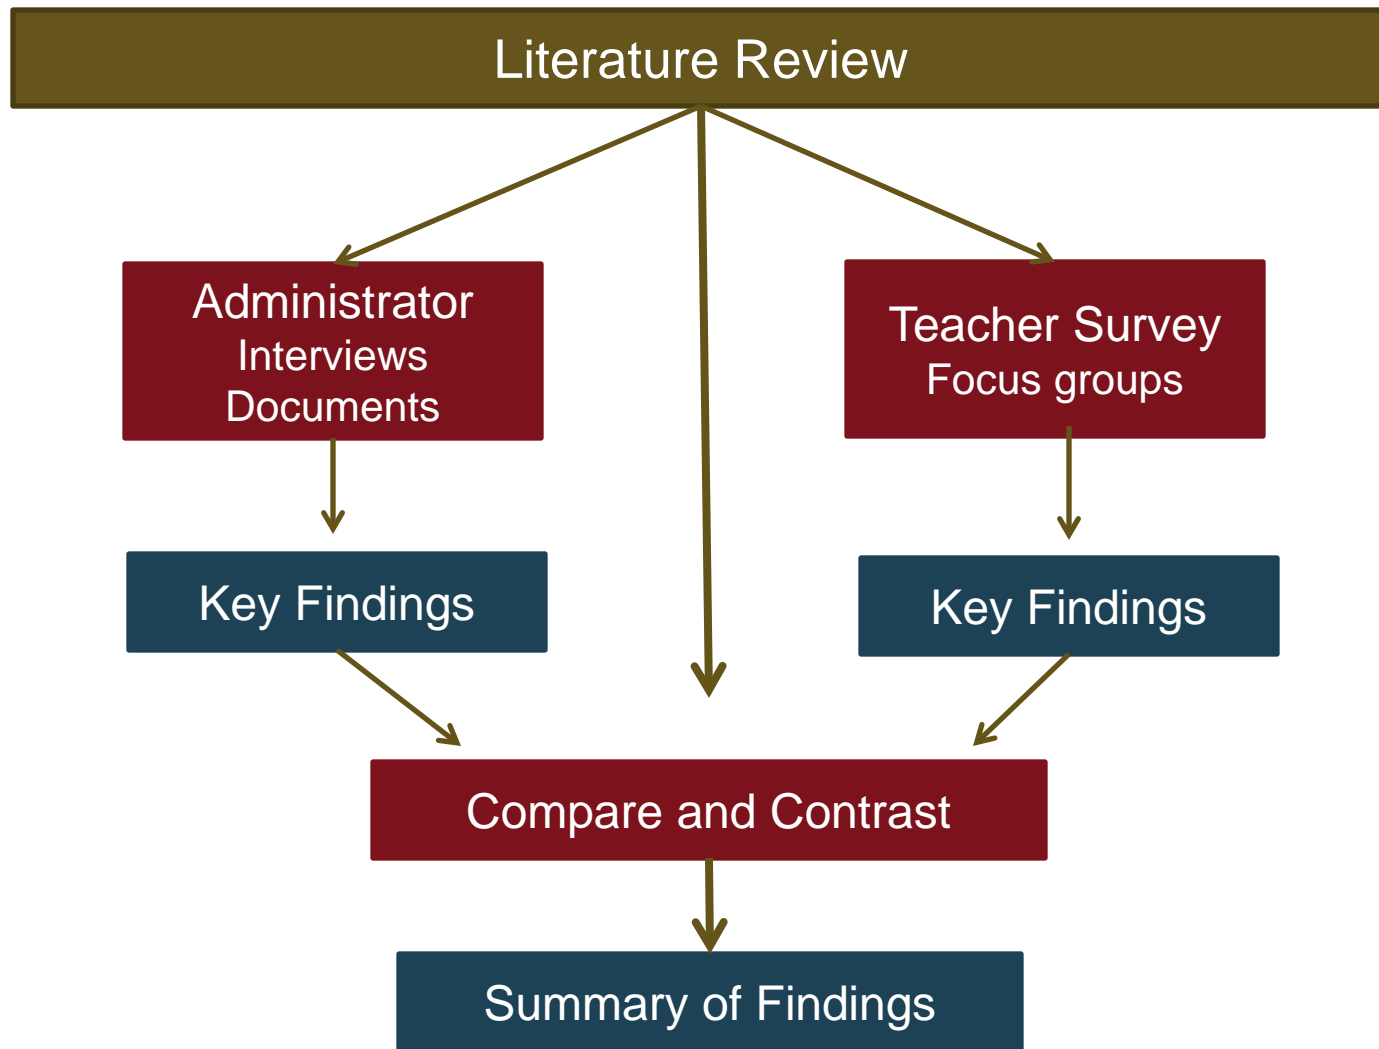 Literature Review
Administrator
Interviews
Documents
Teacher Survey
Focus groups
Key Findings
Key Findings
Compare and Contrast
Summary of Findings